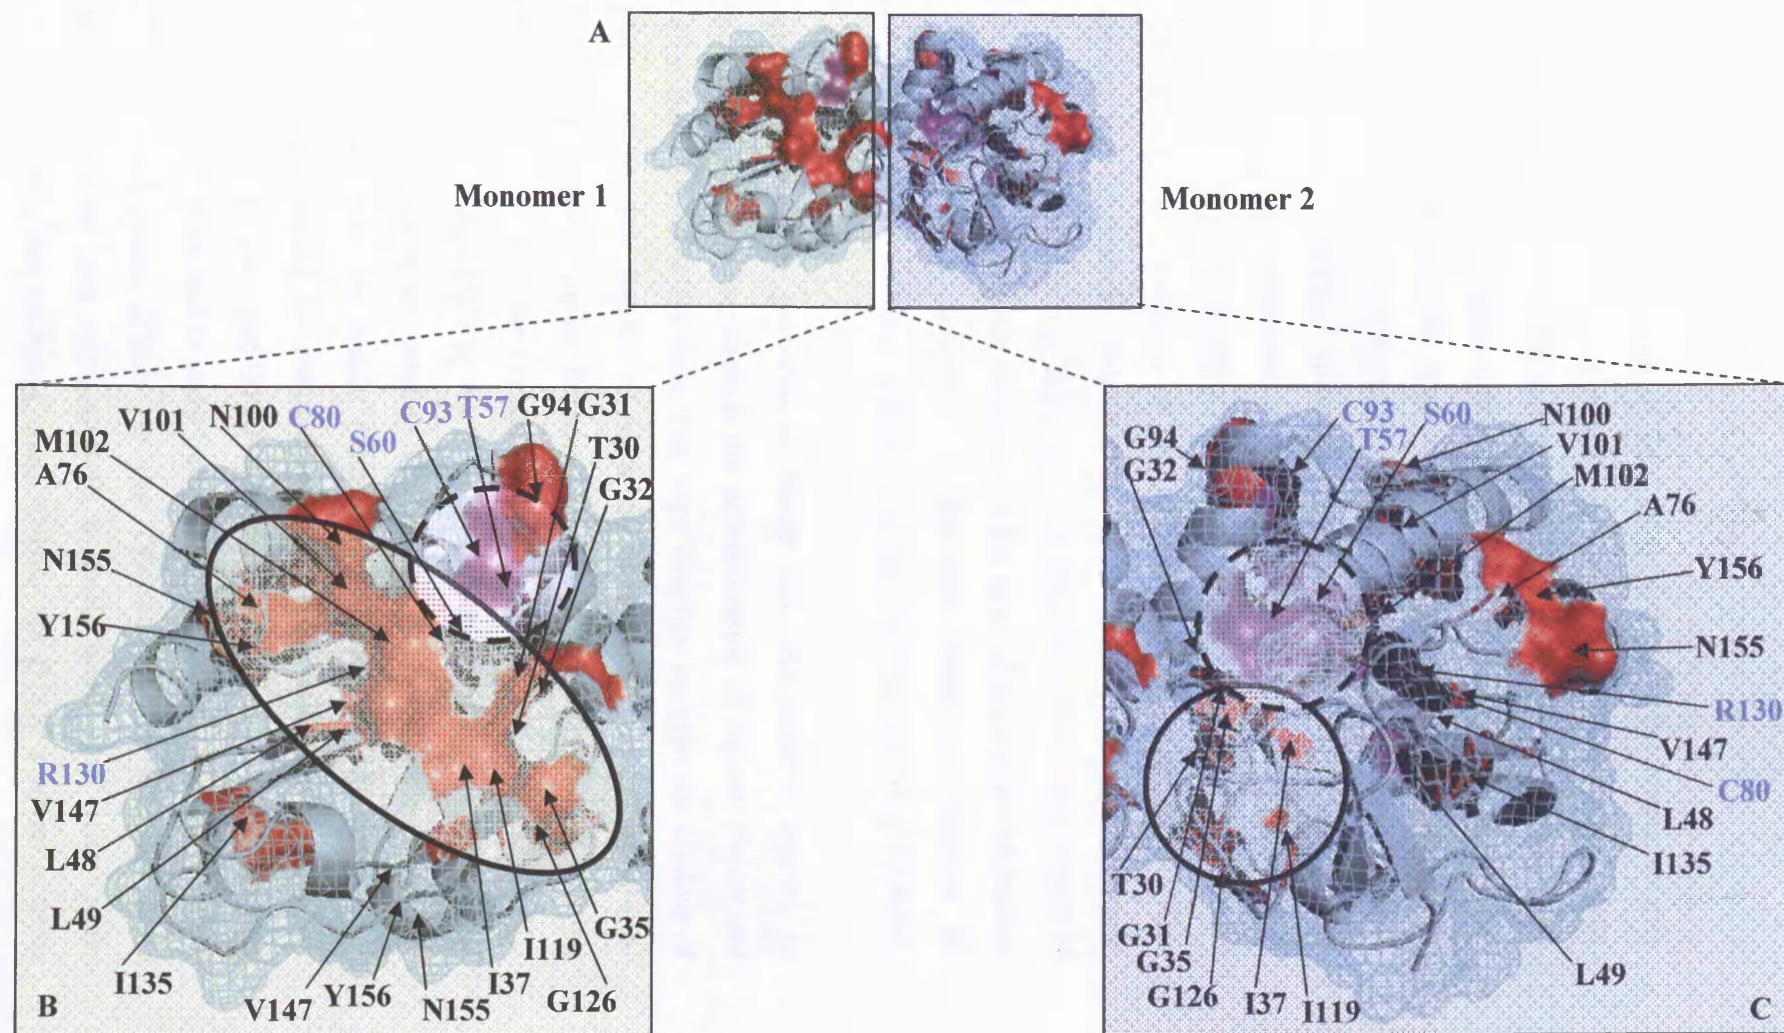 A
Monomer 1
Monomer 2
V101
N100
C80
C93
T57
G94
G31
M102
S60
T30
A76
G32
N155
Y156
R130
V147
L48
L49
I135
V147
Y156
N155
I37
I119
G126
G35
B
G94
G32
C93
T57
S60
N100
V101
M102
A76
Y156
N155
R130
V147
C80
L48
I135
L49
T30
G31
G35
G126
I37
I119
C